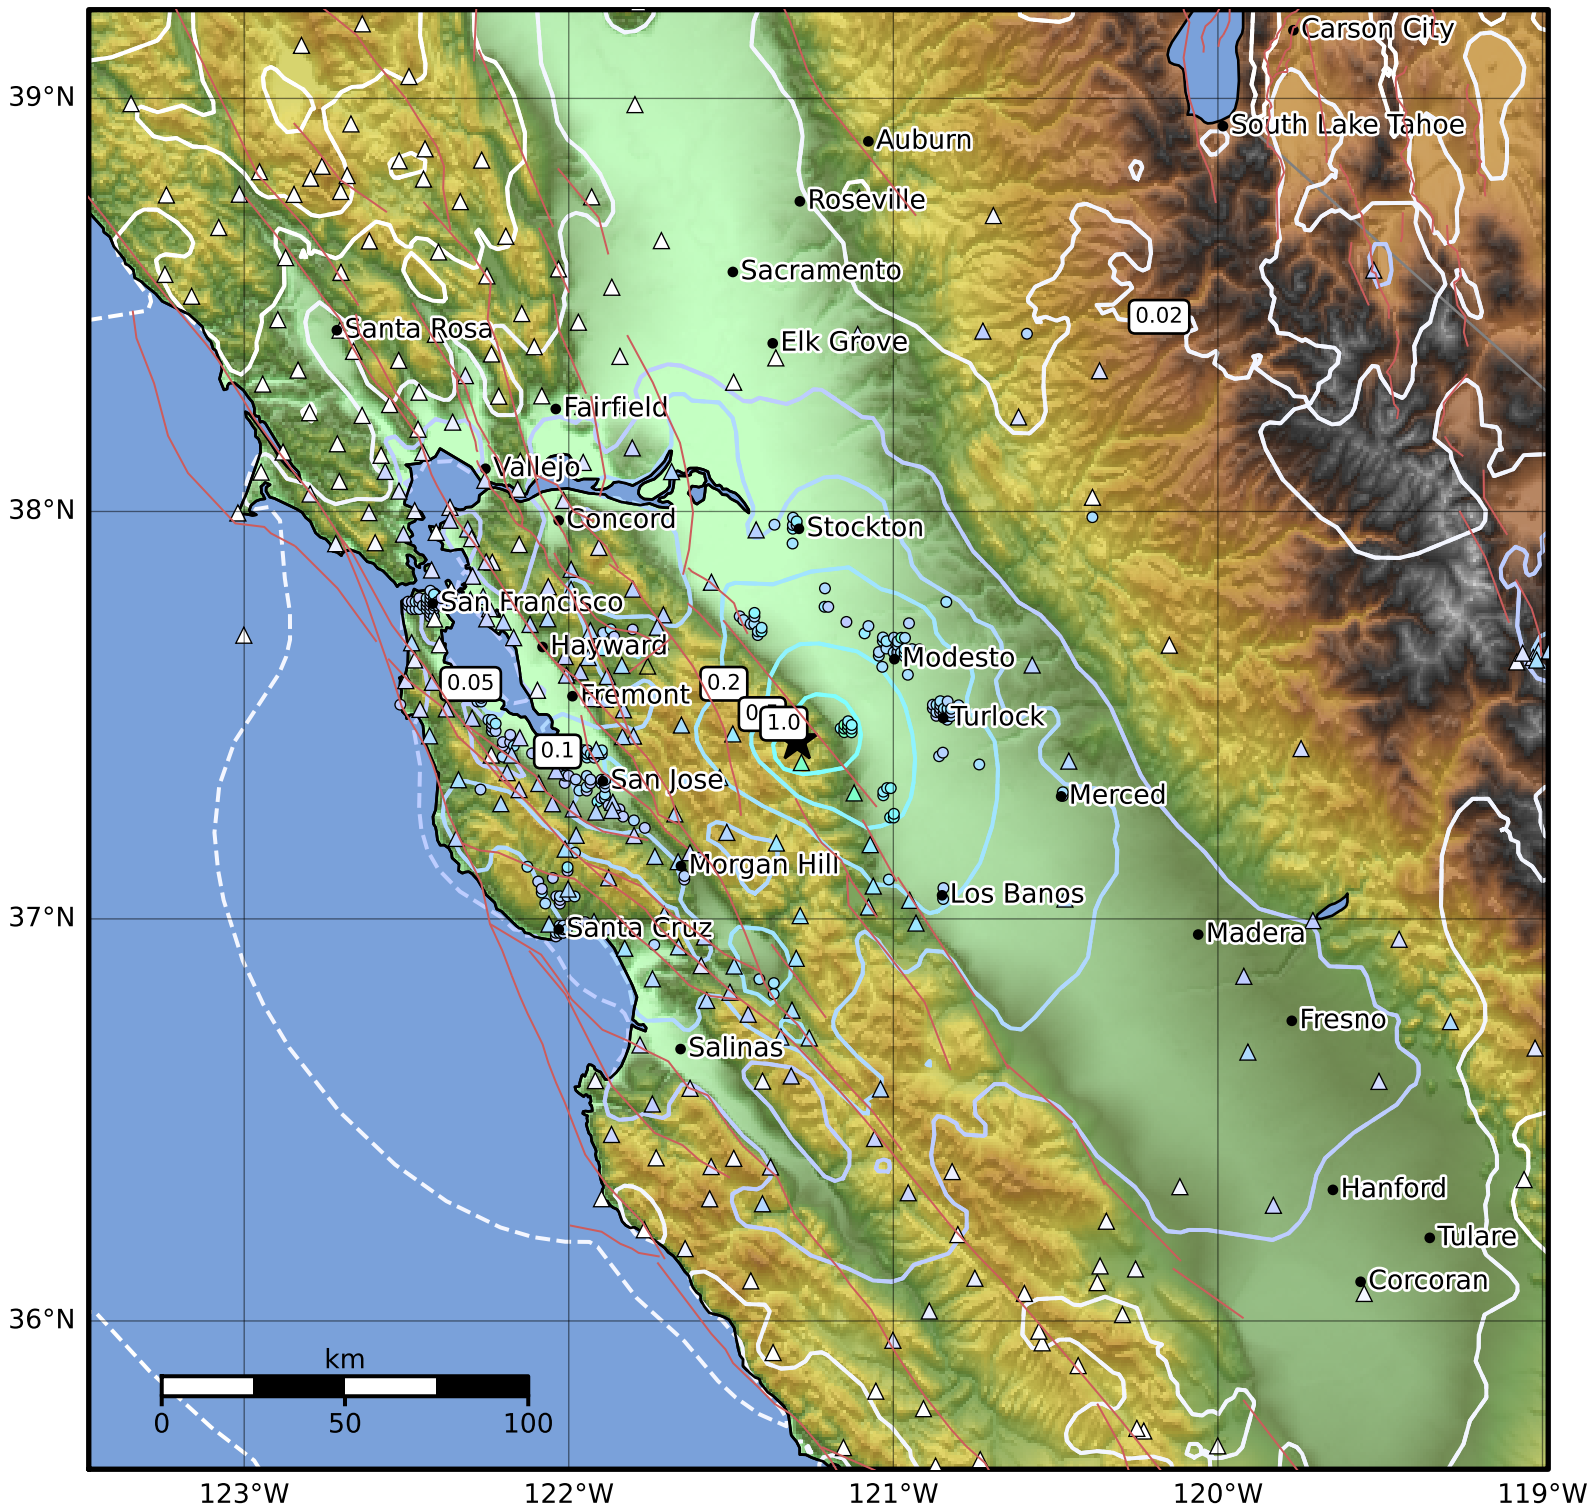 Carson City
39°N
South Lake Tahoe
Auburn
Roseville
Sacramento
0.02
Santa Rosa
Elk Grove
Fairfield
Vallejo
38°N
Concord
Stockton
San Francisco
Hayward
Modesto
0.05
0.2
Fremont
1.0
Turlock
0.1
San Jose
Merced
Morgan Hill
Los Banos
37°N
Santa Cruz
Madera
Fresno
Salinas
Hanford
Tulare
Corcoran
36°N
km
0 50 100
123°W 122°W 121°W 120°W 119°W